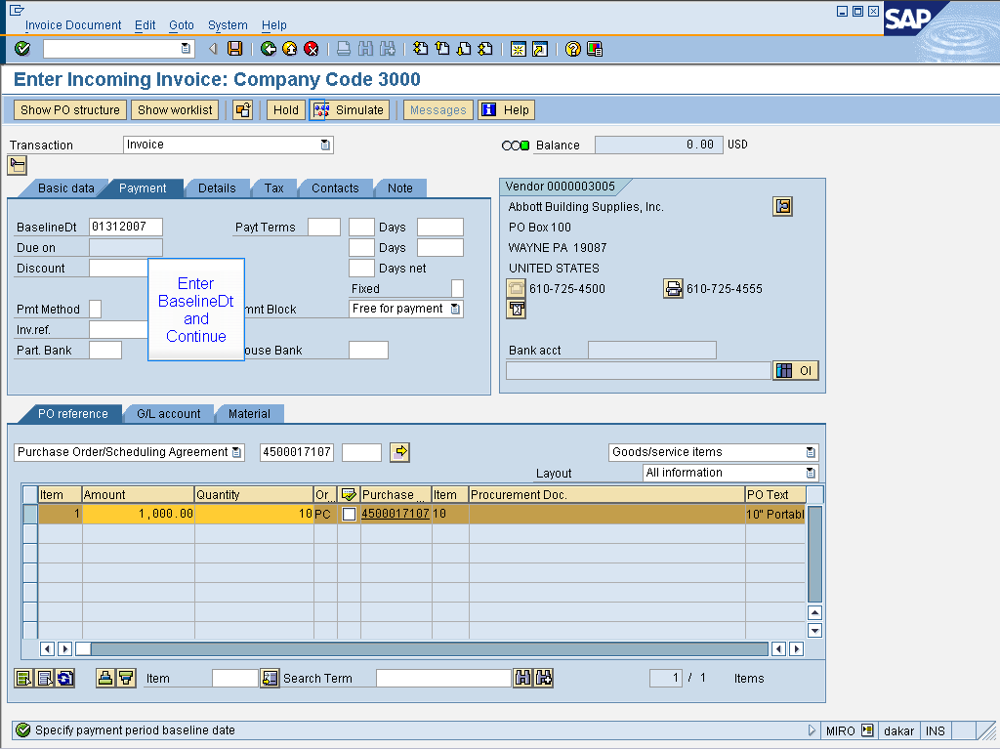 Invoice Document Edit Goto System Help
SAP
Enter Incoming Invoice: Company Code 3000
Show PO structure Show worklist Hold Simulate Messages Help
Transaction Invoice Balance 0.00 USD
Basic data Payment Details Tax Contacts Note
BaselineDt 01312007 Payt Terms Days
Due on Days
Discount Days net
Fixed
Pmt Method mnt Block Free for payment
Inv.ref.
Part. Bank ouse Bank
Enter
BaselineDt
and
Continue
Vendor 0000003005
Abbott Building Supplies, Inc.
PO Box 100
WAYNE PA 19087
UNITED STATES
610-725-4500 610-725-4555
Bank acct
OI
PO reference G/L account Material
Purchase Order/Scheduling Agreement 4500017107 Goods/service items
Layout All information
Item Amount Quantity Or... Purchase ... Item Procurement Doc. PO Text
1 1,000.00 10 PC 4500017107 10 10" Portabl
Item Search Term 1 / 1 Items
Specify payment period baseline date MIRO dakar INS